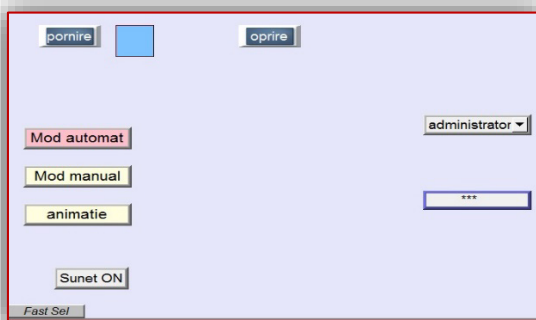 pornire
oprire
administrator
Mod automat
Mod manual
***
animatie
Sunet ON
Fast Sel